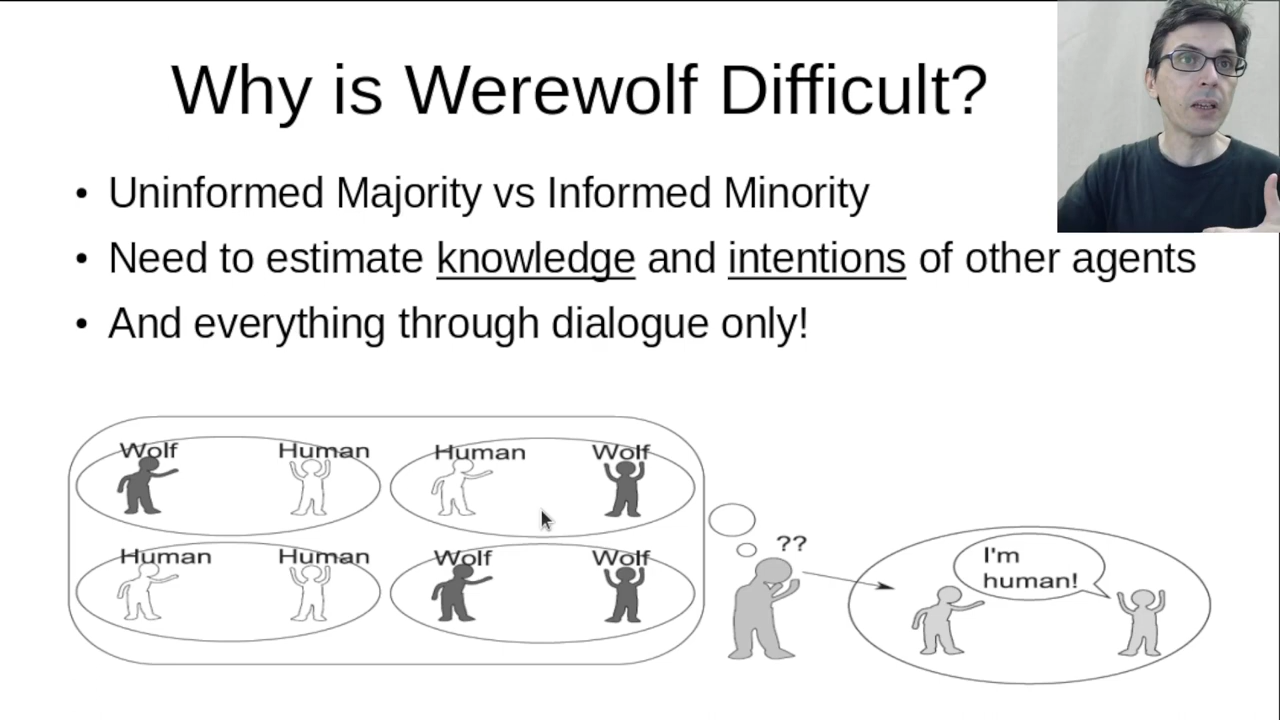 Why is Werewolf Difficult?
• Uninformed Majority vs Informed Minority
• Need to estimate knowledge and intentions of other agents
• And everything through dialogue only!
Wolf Human Human Wolf
Human Human Wolf Wolf
??
I'm
human!